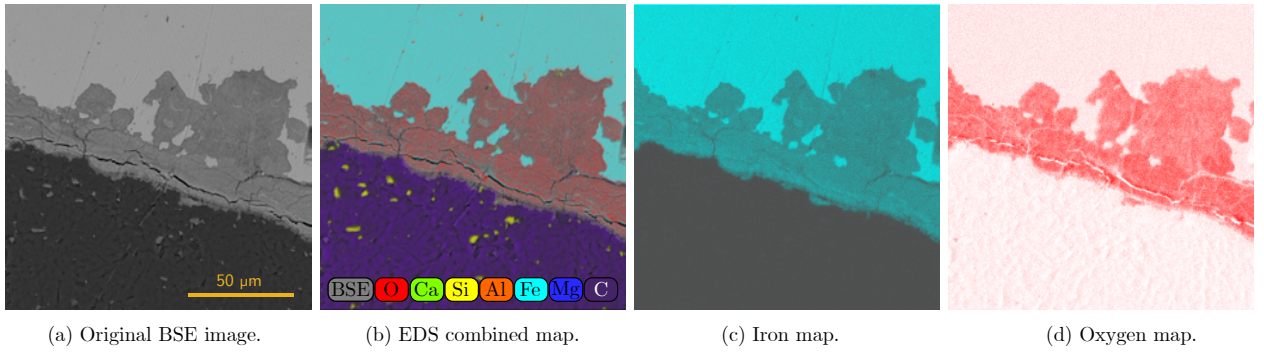 50 µm
BSE O Ca Si Al Fe Mg C
(a) Original BSE image.
(b) EDS combined map.
(c) Iron map.
(d) Oxygen map.